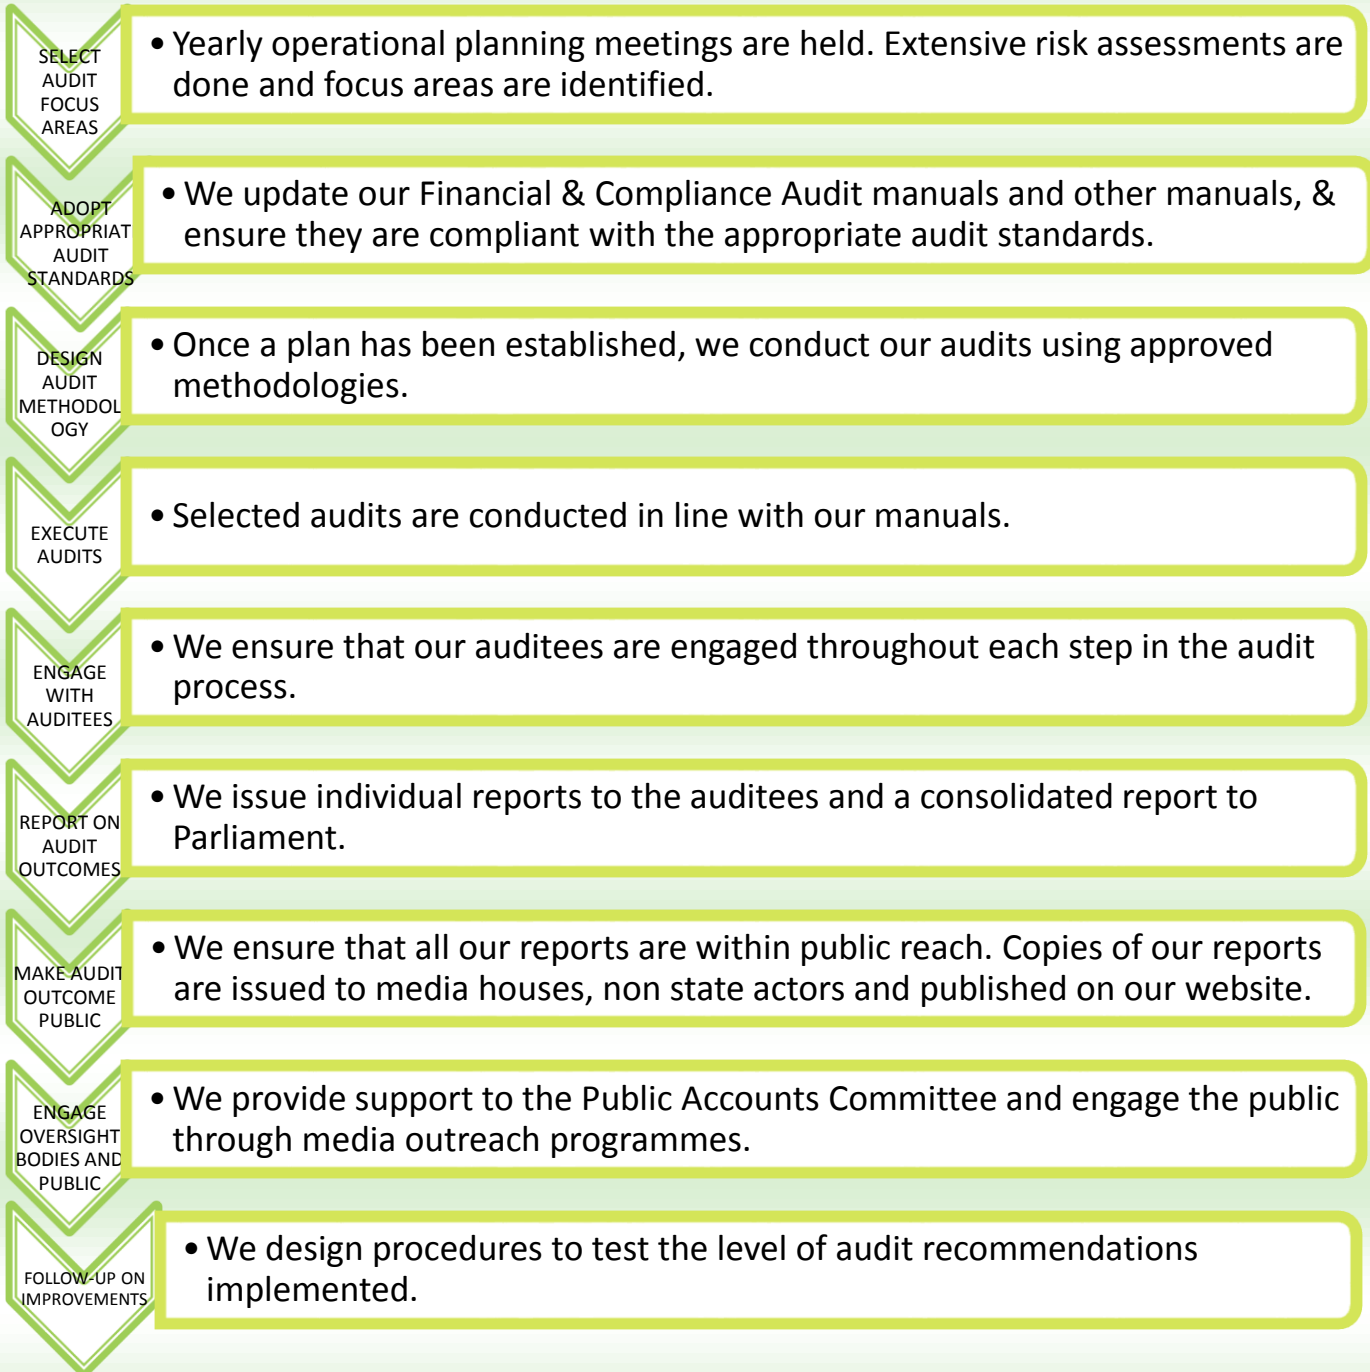 SELECT
AUDIT
FOCUS
AREAS
• Yearly operational planning meetings are held. Extensive risk assessments are
done and focus areas are identified.
ADOPT
APPROPRIAT
AUDIT
STANDARDS
• We update our Financial & Compliance Audit manuals and other manuals, &
ensure they are compliant with the appropriate audit standards.
DESIGN
AUDIT
METHODOL
OGY
• Once a plan has been established, we conduct our audits using approved
methodologies.
EXECUTE
AUDITS
• Selected audits are conducted in line with our manuals.
ENGAGE
WITH
AUDITEES
• We ensure that our auditees are engaged throughout each step in the audit
process.
REPORT ON
AUDIT
OUTCOMES
• We issue individual reports to the auditees and a consolidated report to
Parliament.
MAKE AUDIT
OUTCOME
PUBLIC
• We ensure that all our reports are within public reach. Copies of our reports
are issued to media houses, non state actors and published on our website.
ENGAGE
OVERSIGHT
BODIES AND
PUBLIC
• We provide support to the Public Accounts Committee and engage the public
through media outreach programmes.
FOLLOW-UP ON
IMPROVEMENTS
• We design procedures to test the level of audit recommendations
implemented.